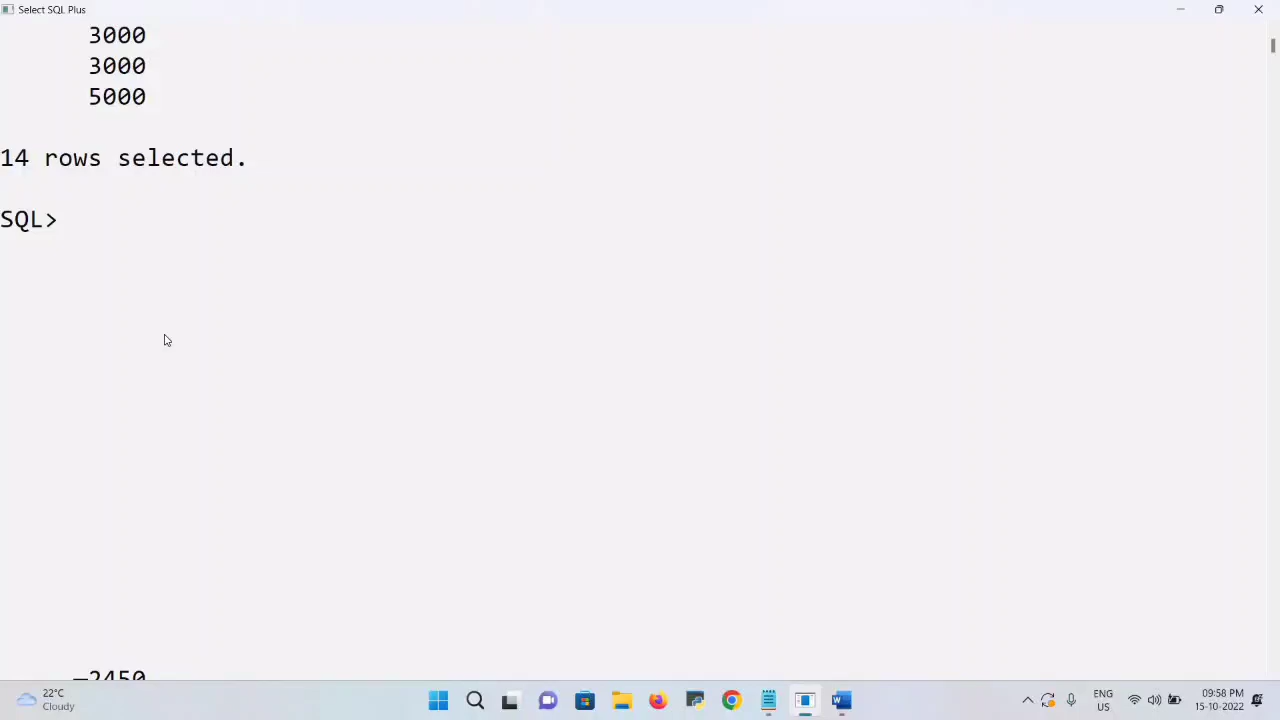 Select SQL Plus
3000
3000
5000
14 rows selected.
SQL>
2450
22°C
Cloudy
ENG
US
09:58 PM
15-10-2022